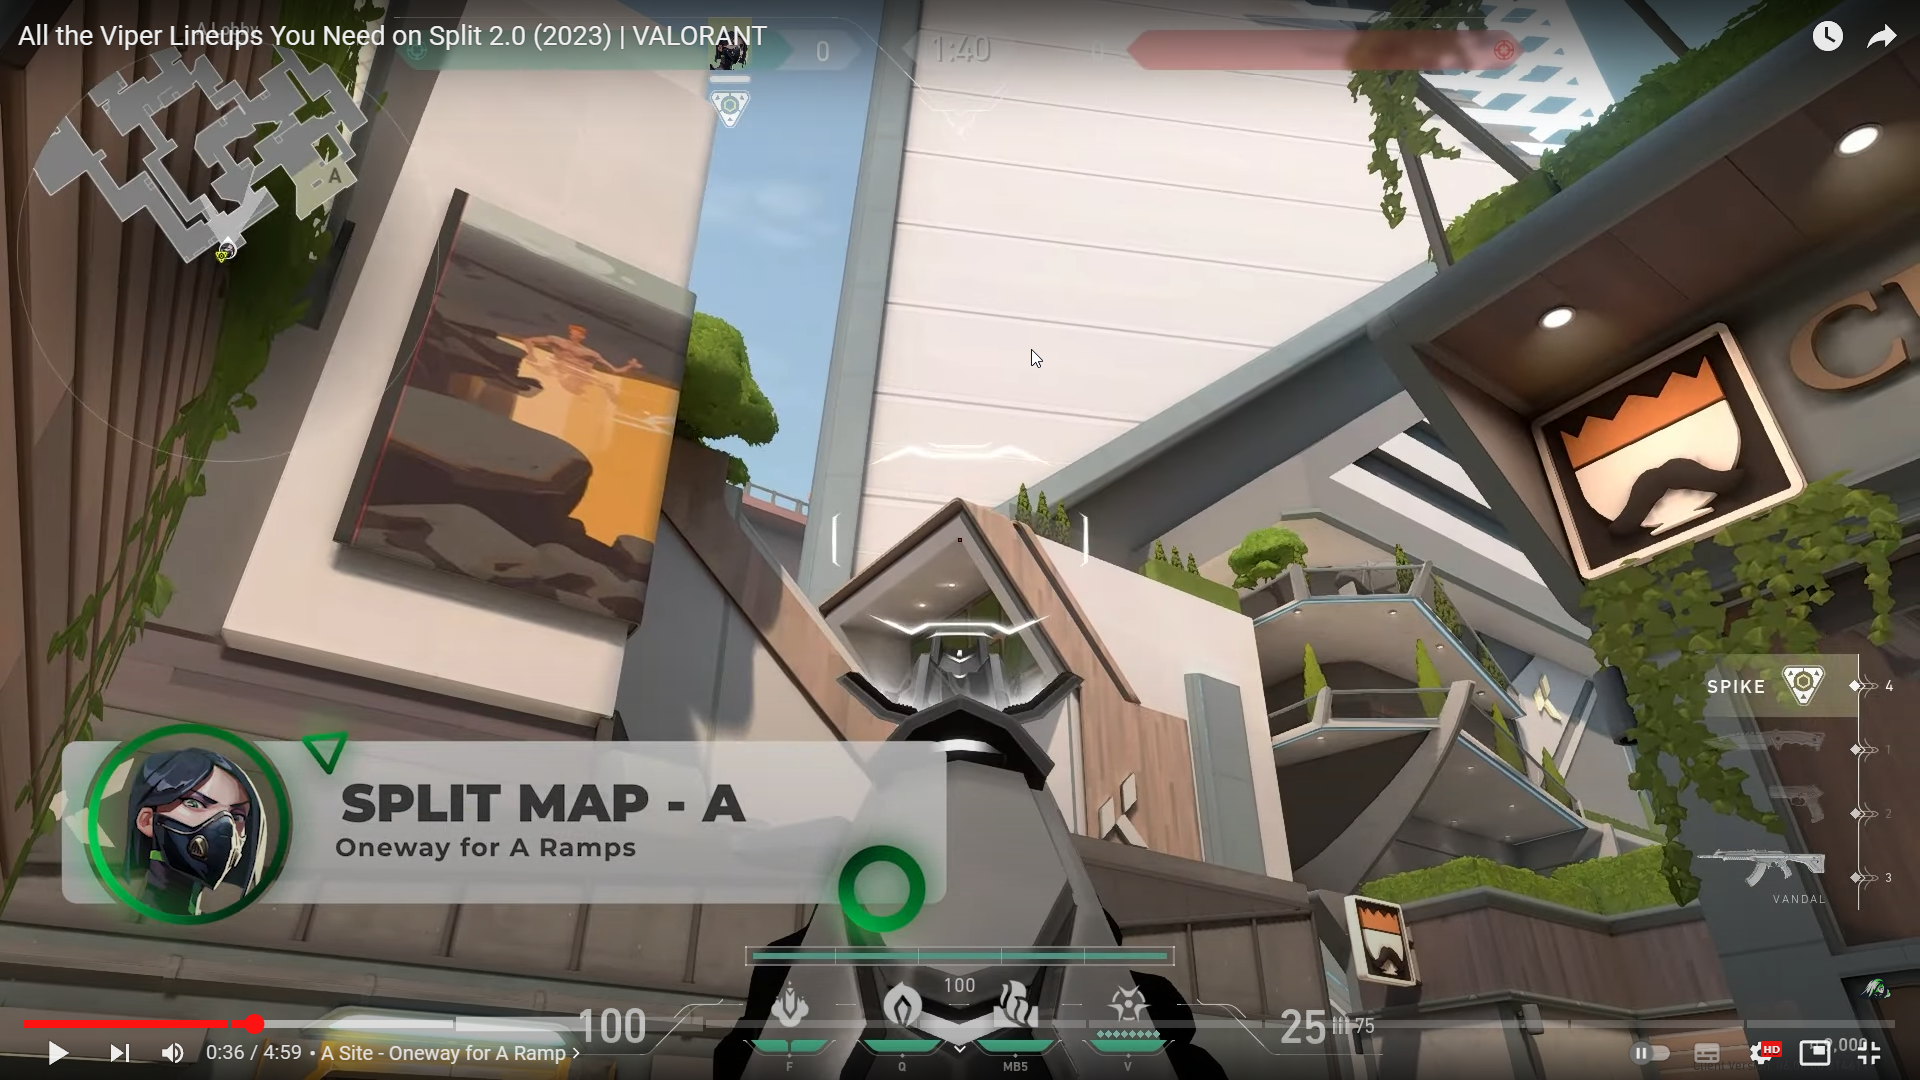 All the Viper Lineups You Need on Split 2.0 (2023) | VALORANT
A Lobby
0
1:40
0
A
C
SPIKE
4
1
2
3
VANDAL
SPLIT MAP - A
Oneway for A Ramps
100
100
25
75
F
Q
MB5
V
0:36 / 4:59 • A Site - Oneway for A Ramp >
HD